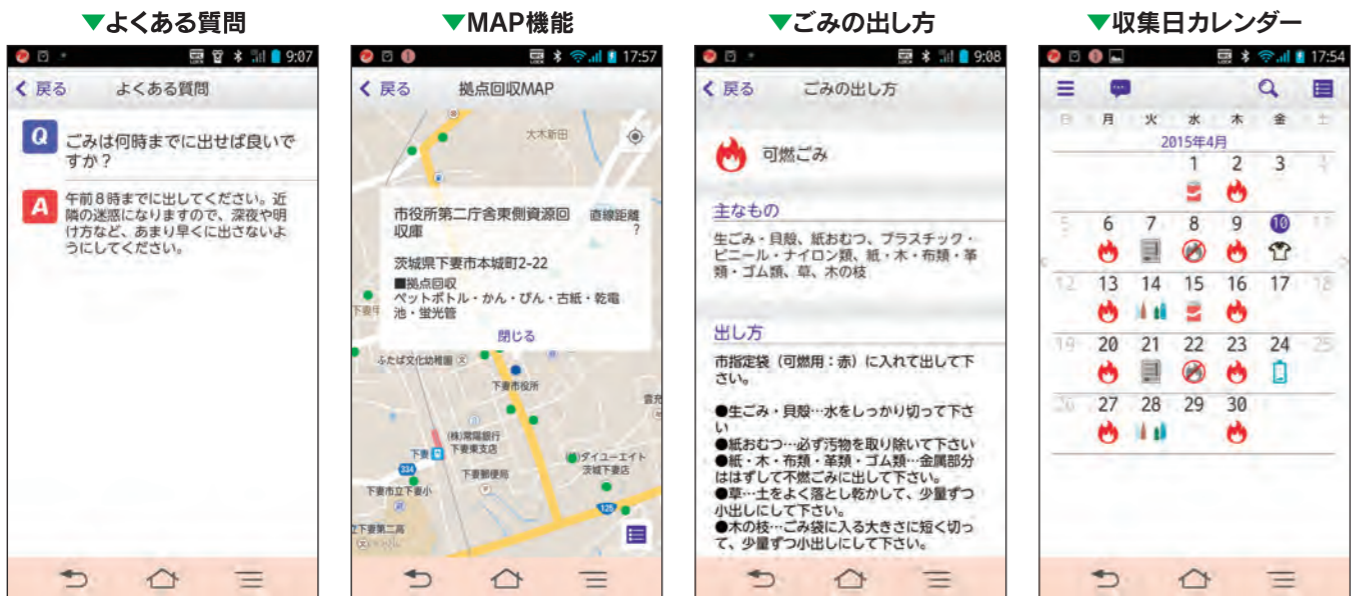 ▼よくある質問
9:07
戻る
よくある質問
Q
ごみは何時までに出せば良いで
すか？
A
午前８時までに出してください。近
隣の迷惑になりますので、深夜や明
け方など、あまり早くに出さないよ
うにしてください。
▼MAP機能
17:57
戻る
拠点回収MAP
大木新田
市役所第二庁舎東側資源回
収庫
直線距離
?
茨城県下妻市本城町2-22
■拠点回収
ペットボトル・かん・びん・古紙・乾電
池・蛍光管
閉じる
ふたば文化幼稚園
下妻市役所
(株)常陽銀行
下妻東支店
下妻
ダイユーエイト
茨城下妻店
334
下妻郵便局
下妻市立下妻小
125
下妻第二高
▼ごみの出し方
9:08
戻る
ごみの出し方
可燃ごみ
主なもの
生ごみ・貝殻、紙おむつ、プラスチック・
ビニール・ナイロン類、紙・木・布類・革
類・ゴム類、草、木の枝
出し方
市指定袋（可燃用：赤）に入れて出して下
さい。
●生ごみ・貝殻…水をしっかり切って下さ
い
●紙おむつ…必ず汚物を取り除いて下さい
●紙・木・布類・革類・ゴム類…金属部分
ははずして不燃ごみに出して下さい。
●草…土をよく落とし乾かして、少量ずつ
小出しにして下さい。
●木の枝…ごみ袋に入る大きさに短く切っ
て、少量ずつ小出しにして下さい。
▼収集日カレンダー
17:54
日 月 火 水 木 金 土
2015年4月
1 2 3 4
5 6 7 8 9 10 11
12 13 14 15 16 17 18
19 20 21 22 23 24 25
26 27 28 29 30